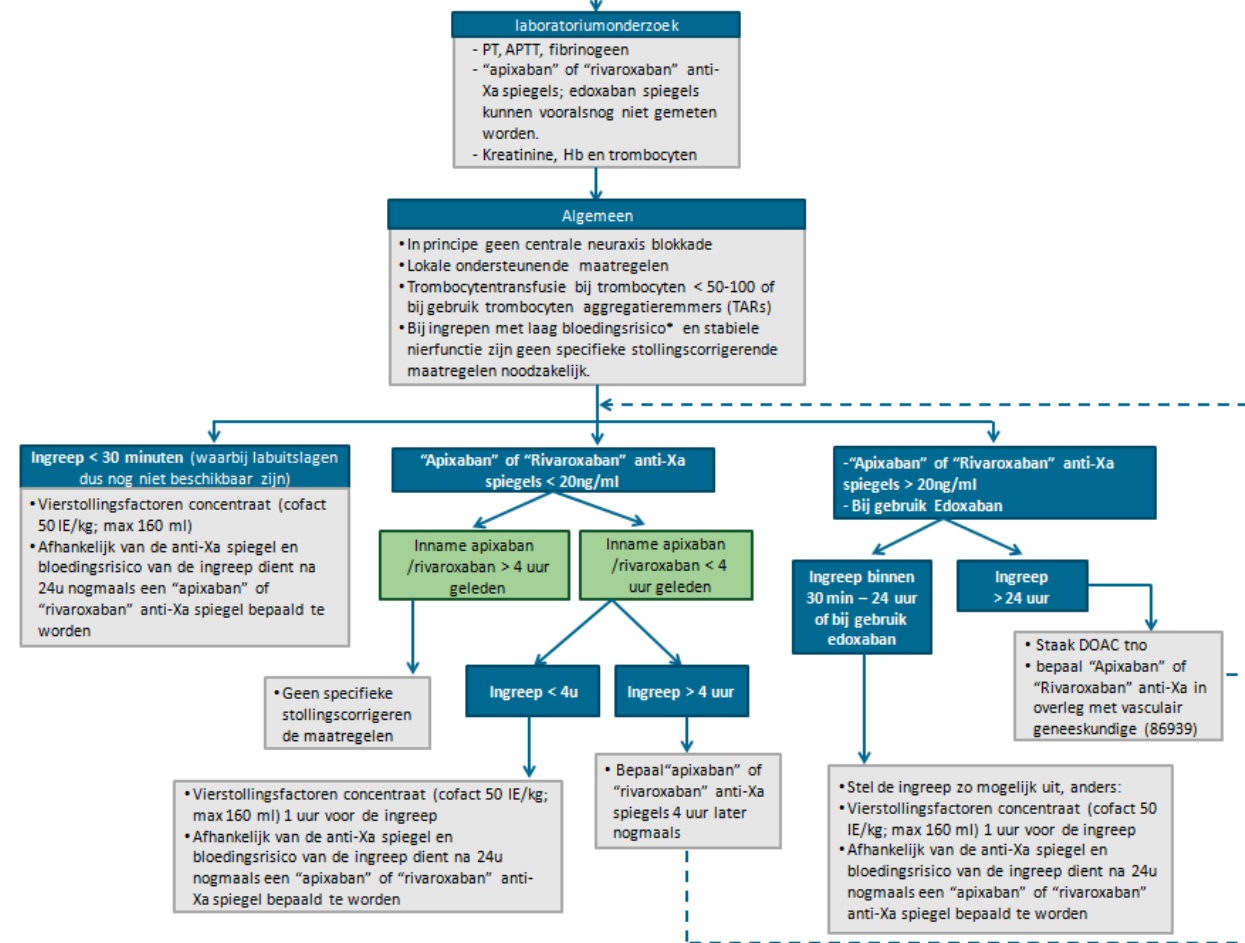 laboratoriumonderzoek
- PT, APTT, fibrinogeen
- “apixaban” of “rivaroxaban” anti-
Xa spiegels; edoxaban spiegels
kunnen vooralsnog niet gemeten
worden.
- Kreatinine, Hb en trombocyten
Algemeen
• In principe geen centrale neuraxis blokkade
• Lokale ondersteunende maatregelen
• Trombocytentransfusie bij trombocyten < 50-100 of
bij gebruik trombocyten aggregatieremmers (TARs)
• Bij ingrepen met laag bloedingsrisico* en stabiele
nierfunctie zijn geen specifieke stollingscorrigerende
maatregelen noodzakelijk.
Ingreep < 30 minuten (waarbij labuitslagen
dus nog niet beschikbaar zijn)
• Vierstollingsfactoren concentraat (cofact
50 IE/kg; max 160 ml)
• Afhankelijk van de anti-Xa spiegel en
bloedingsrisico van de ingreep dient na
24u nogmaals een “apixaban” of
“rivaroxaban” anti-Xa spiegel bepaald te
worden
“Apixaban” of “Rivaroxaban” anti-Xa
spiegels < 20ng/ml
Inname apixaban
/rivaroxaban > 4 uur
geleden
Inname apixaban
/rivaroxaban < 4
uur geleden
• Geen specifieke
stollingscorrigeren
de maatregelen
Ingreep < 4u
Ingreep > 4 uur
• Vierstollingsfactoren concentraat (cofact 50 IE/kg;
max 160 ml) 1 uur voor de ingreep
• Afhankelijk van de anti-Xa spiegel en
bloedingsrisico van de ingreep dient na 24u
nogmaals een “apixaban” of “rivaroxaban” anti-
Xa spiegel bepaald te worden
• Bepaal“apixaban” of
“rivaroxaban” anti-Xa
spiegels 4 uur later
nogmaals
-“Apixaban” of “Rivaroxaban” anti-Xa
spiegels > 20ng/ml
- Bij gebruik Edoxaban
Ingreep binnen
30 min – 24 uur
of bij gebruik
edoxaban
Ingreep
> 24 uur
• Staak DOAC tno
• bepaal “Apixaban” of
“Rivaroxaban” anti-Xa in
overleg met vasculair
geneeskundige (86939)
• Stel de ingreep zo mogelijk uit, anders:
• Vierstollingsfactoren concentraat (cofact 50
IE/kg; max 160 ml) 1 uur voor de ingreep
• Afhankelijk van de anti-Xa spiegel en
bloedingsrisico van de ingreep dient na 24u
nogmaals een “apixaban” of “rivaroxaban”
anti-Xa spiegel bepaald te worden